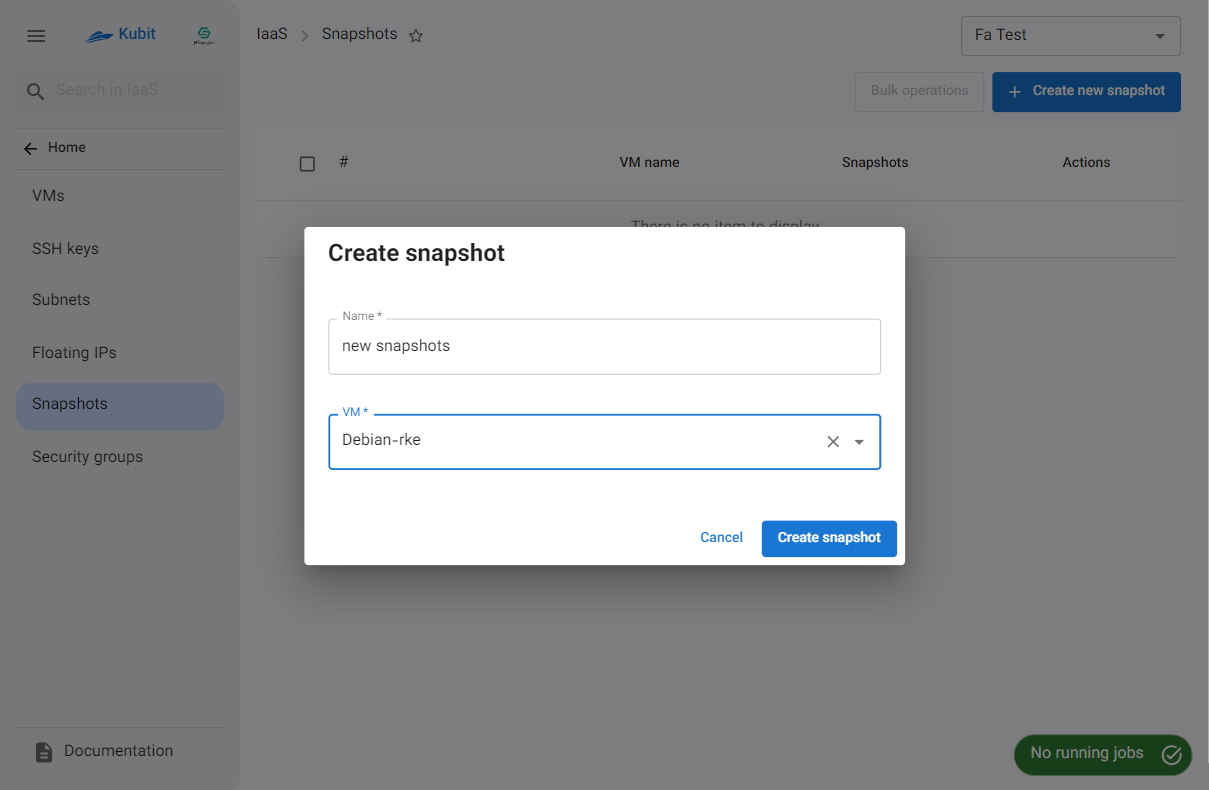 Kubit
IaaS > Snapshots
Fa Test
Search in IaaS
Bulk operations
+ Create new snapshot
Home
# VM name Snapshots Actions
There is no item to display
VMs
SSH keys
Subnets
Floating IPs
Snapshots
Security groups
Create snapshot
Name *
new snapshots
VM *
Debian-rke
Cancel
Create snapshot
Documentation
No running jobs